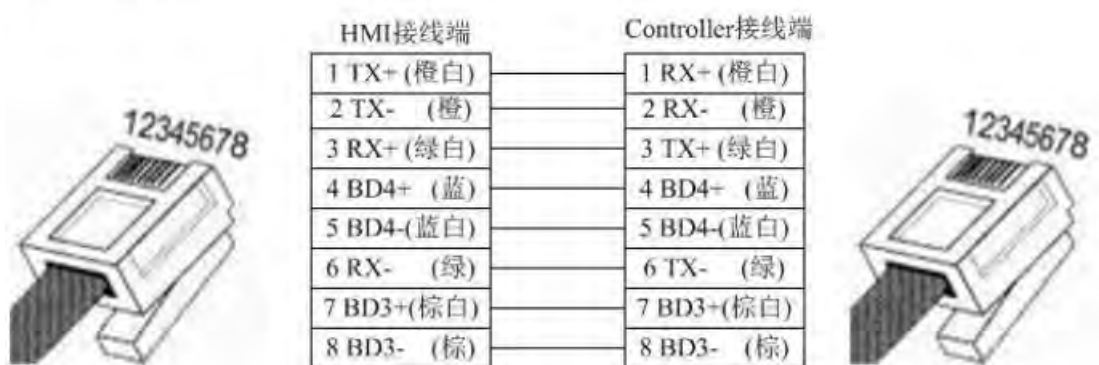 HMI接线端
Controller接线端
12345678
1 TX+ (橙白)
1 RX+ (橙白)
2 TX- (橙)
2 RX- (橙)
3 RX+ (绿白)
3 TX+ (绿白)
4 BD4+ (蓝)
4 BD4+ (蓝)
5 BD4-(蓝白)
5 BD4-(蓝白)
6 RX- (绿)
6 TX- (绿)
7 BD3+(棕白)
7 BD3+(棕白)
8 BD3- (棕)
8 BD3- (棕)
12345678